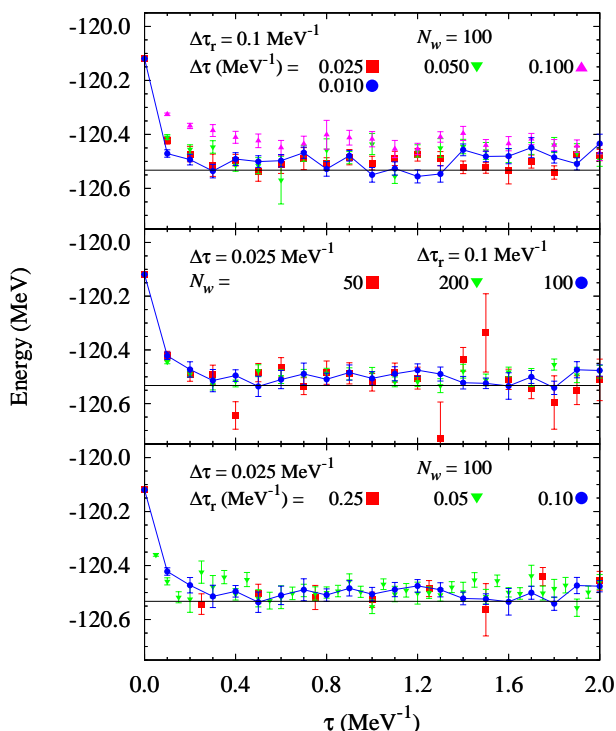 -120.0
Δτr = 0.1 MeV⁻¹ Nw = 100
Δτ (MeV⁻¹) = 0.025 0.050 0.100
0.010
-120.2
-120.4
-120.6
-120.0
Δτ = 0.025 MeV⁻¹ Δτr = 0.1 MeV⁻¹
Nw = 50 200 100
-120.2
-120.4
-120.6
Energy (MeV)
-120.0
Δτ = 0.025 MeV⁻¹ Nw = 100
Δτr (MeV⁻¹) = 0.25 0.05 0.10
-120.2
-120.4
-120.6
0.0 0.4 0.8 1.2 1.6 2.0
τ (MeV⁻¹)